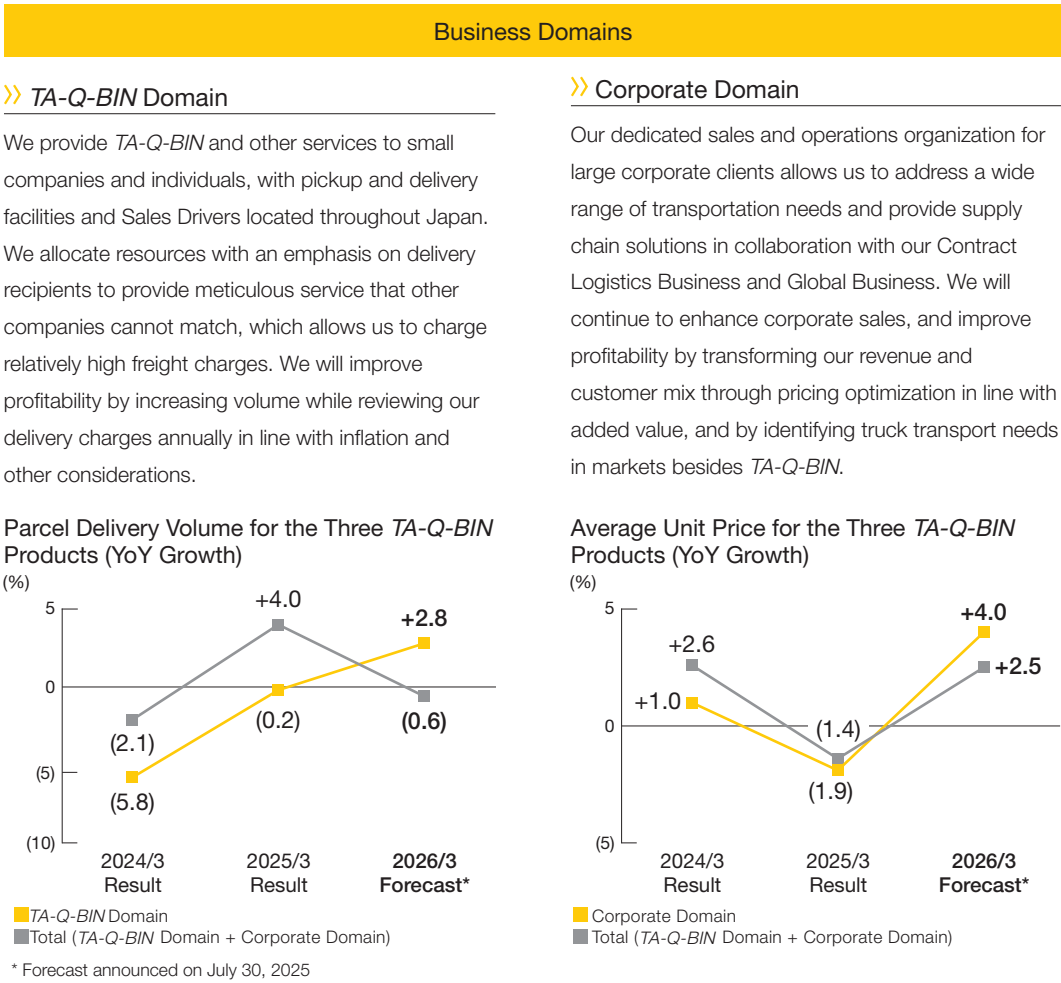 Business Domains
TA-Q-BIN Domain
We provide TA-Q-BIN and other services to small
companies and individuals, with pickup and delivery
facilities and Sales Drivers located throughout Japan.
We allocate resources with an emphasis on delivery
recipients to provide meticulous service that other
companies cannot match, which allows us to charge
relatively high freight charges. We will improve
profitability by increasing volume while reviewing our
delivery charges annually in line with inflation and
other considerations.
Parcel Delivery Volume for the Three TA-Q-BIN
Products (YoY Growth)
(%)
5
0
(5)
(10)
+4.0
+2.8
(2.1)
(0.2)
(0.6)
(5.8)
2024/3
Result
2025/3
Result
2026/3
Forecast*
TA-Q-BIN Domain
Total (TA-Q-BIN Domain + Corporate Domain)
* Forecast announced on July 30, 2025
Corporate Domain
Our dedicated sales and operations organization for
large corporate clients allows us to address a wide
range of transportation needs and provide supply
chain solutions in collaboration with our Contract
Logistics Business and Global Business. We will
continue to enhance corporate sales, and improve
profitability by transforming our revenue and
customer mix through pricing optimization in line with
added value, and by identifying truck transport needs
in markets besides TA-Q-BIN.
Average Unit Price for the Three TA-Q-BIN
Products (YoY Growth)
(%)
5
0
(5)
+2.6
+1.0
(1.4)
(1.9)
+4.0
+2.5
2024/3
Result
2025/3
Result
2026/3
Forecast*
Corporate Domain
Total (TA-Q-BIN Domain + Corporate Domain)